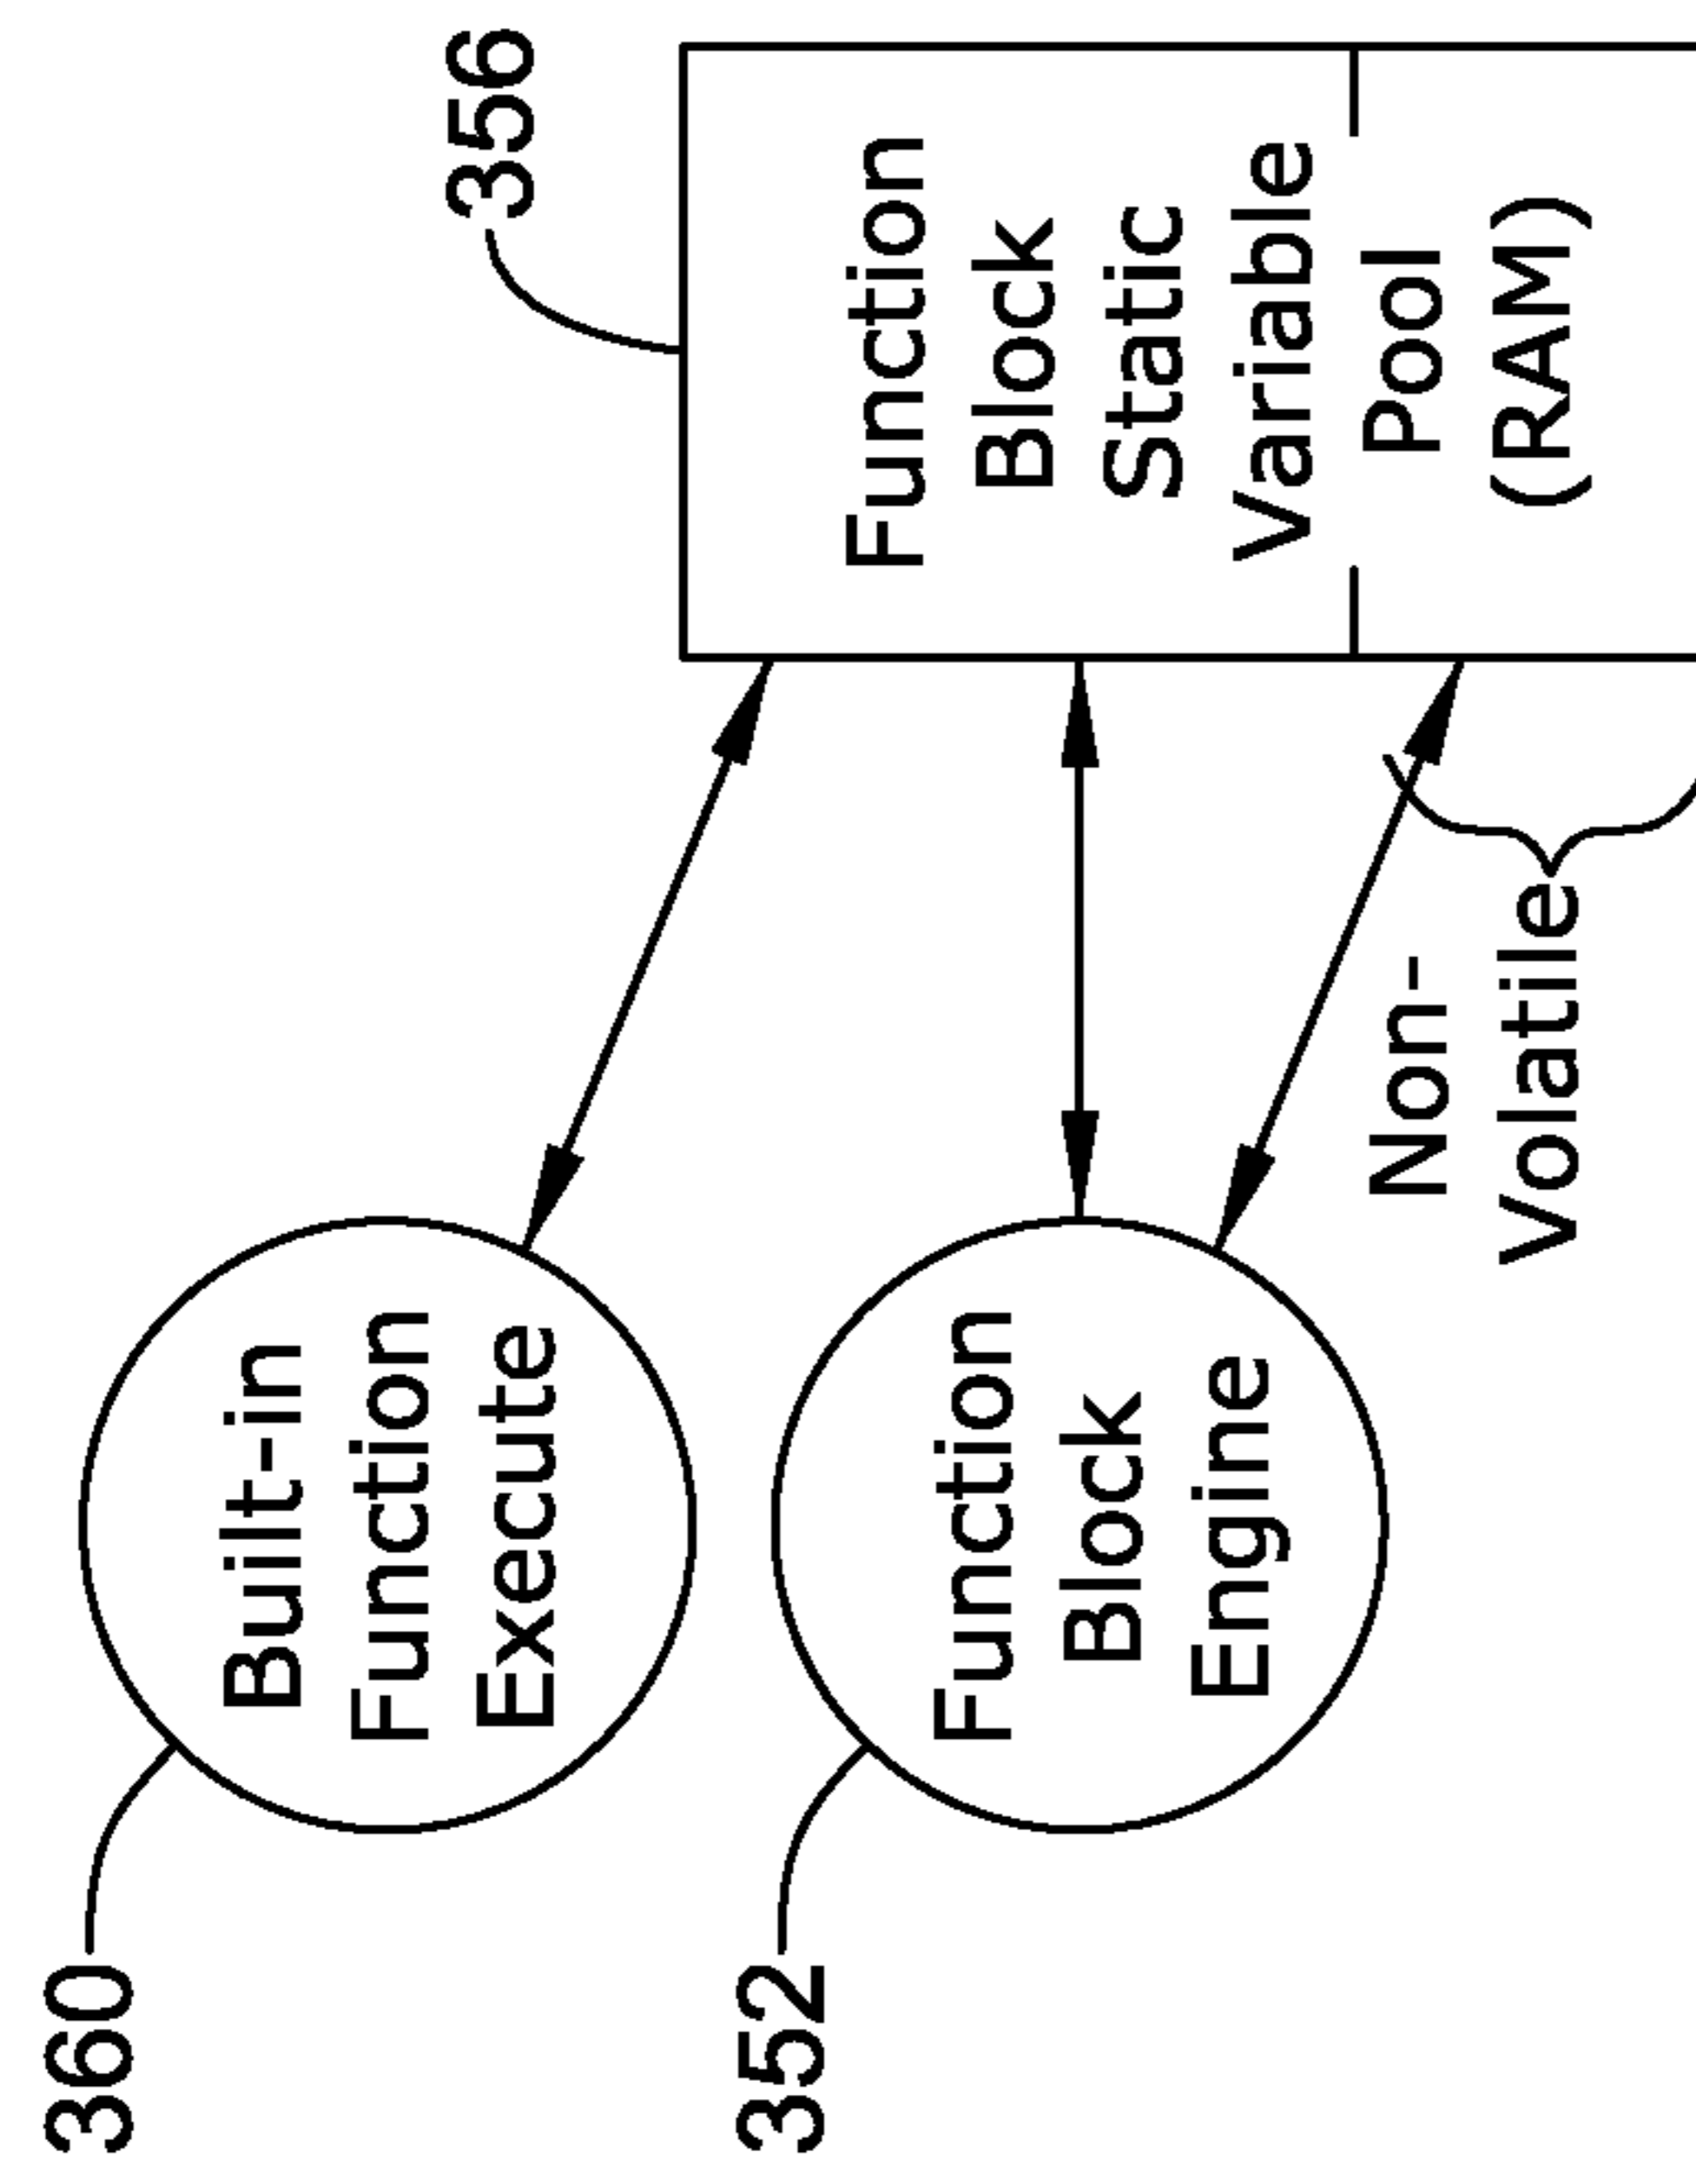 360
Built-in
Function
Execute
356
352
Function
Block
Engine
Function
Block
Static
Variable
Pool
(RAM)
Non-
Volatile